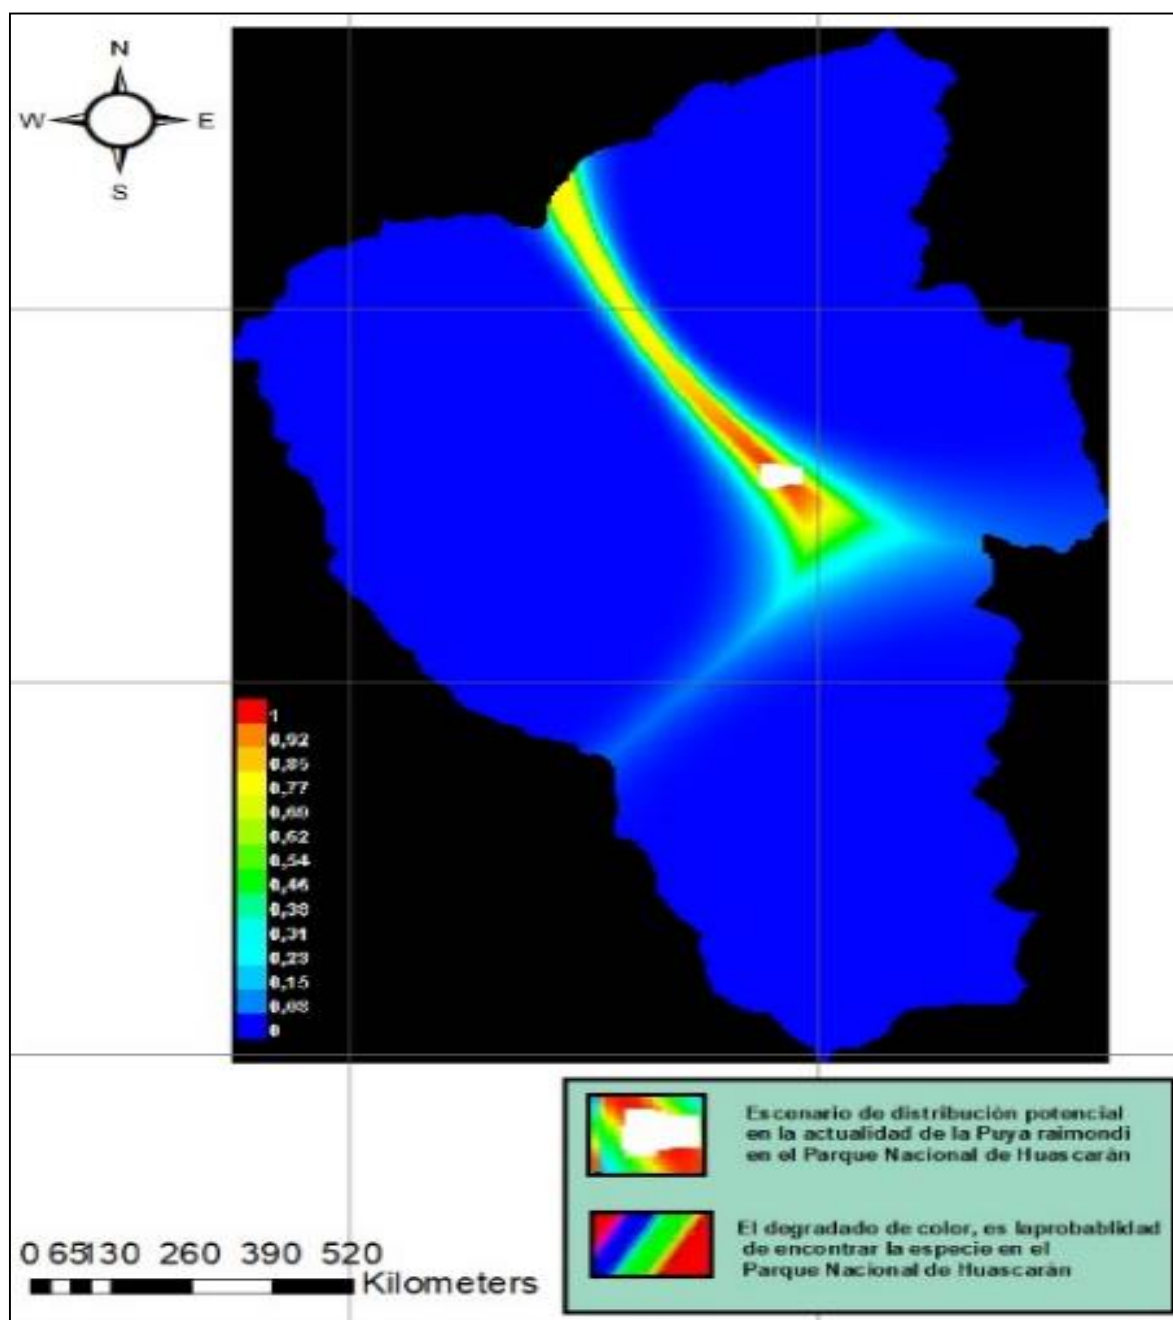 N
W E
S
1
0,92
0,85
0,77
0,69
0,62
0,54
0,46
0,38
0,31
0,23
0,15
0,08
0
Escenario de distribución potencial
en la actualidad de la Puya raimondi
en el Parque Nacional de Huascarán
El degradado de color, es laprobablidad
de encontrar la especie en el
Parque Nacional de Huascarán
0 65 130 260 390 520
Kilometers